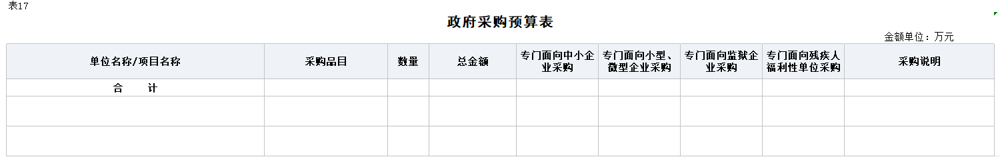 表17
政府采购预算表
金额单位：万元
单位名称/项目名称 采购品目 数量 总金额 专门面向中小企业采购 专门面向小型、微型企业采购 专门面向监狱企业采购 专门面向残疾人福利性单位采购 采购说明
合 计